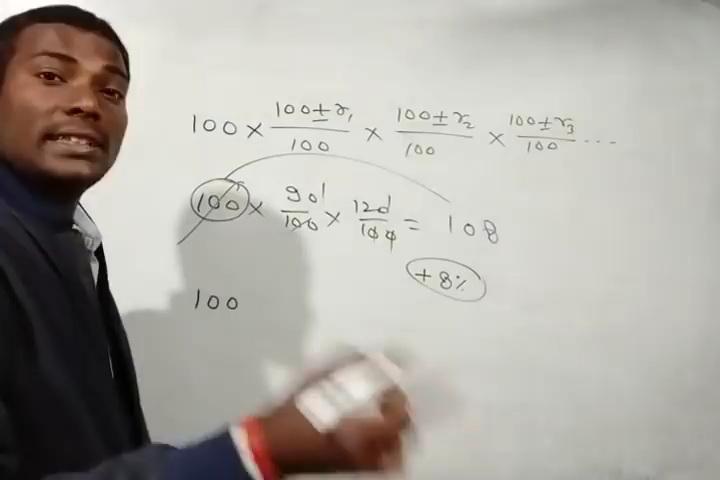 100 × (100 ± r₁)/100 × (100 ± r₂)/100 × (100 ± r₃)/100 ...
100 × 90/100 × 120/100 = 108
+8%
100